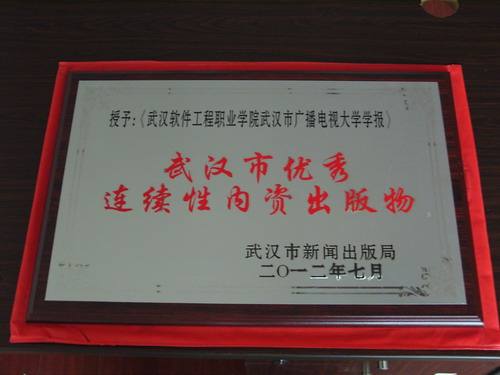 授予:《武汉软件工程职业学院武汉市广播电视大学学报》
武汉市优秀
连续性内资出版物
武汉市新闻出版局
二〇一二年七月